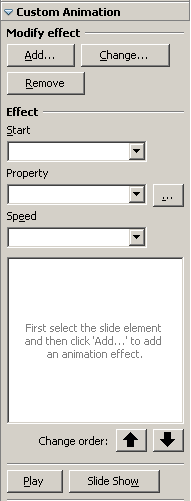 Custom Animation
Modify effect
Add...
Change...
Remove
Effect
Start
Property
...
Speed
First select the slide element
and then click 'Add...' to add
an animation effect.
Change order:
Play
Slide Show